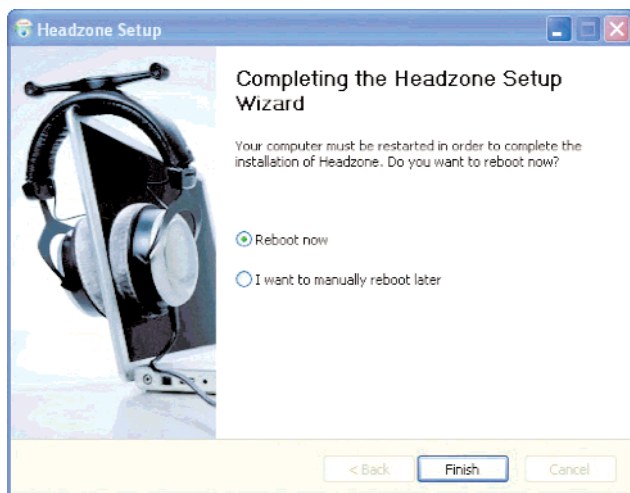 Headzone Setup
Completing the Headzone Setup
Wizard
Your computer must be restarted in order to complete the
installation of Headzone. Do you want to reboot now?
Reboot now
I want to manually reboot later
< Back
Finish
Cancel